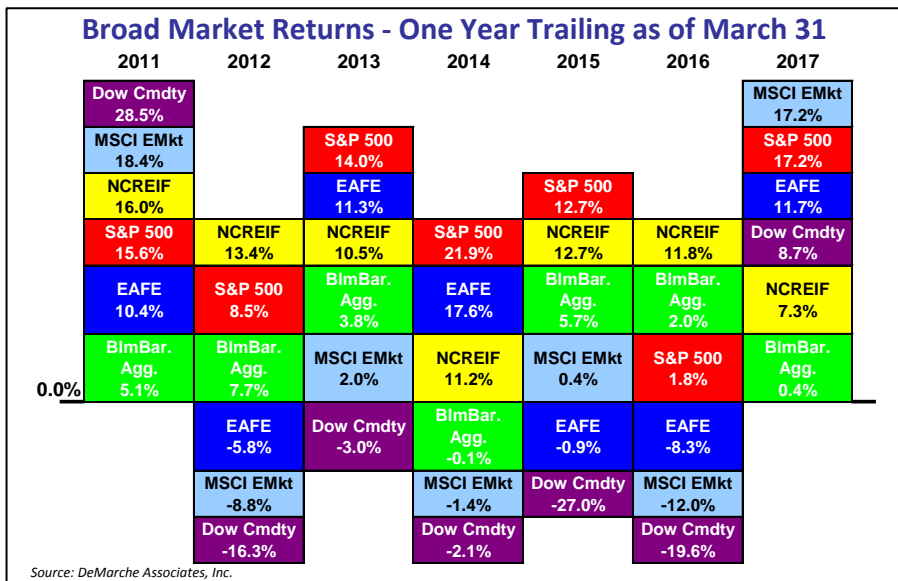 Broad Market Returns - One Year Trailing as of March 31
2011 2012 2013 2014 2015 2016 2017
Dow Cmdty
28.5%
MSCI EMkt
18.4%
NCREIF
16.0%
S&P 500
15.6%
EAFE
10.4%
BlmBar.
Agg.
5.1%
NCREIF
13.4%
S&P 500
8.5%
BlmBar.
Agg.
7.7%
EAFE
-5.8%
MSCI EMkt
-8.8%
Dow Cmdty
-16.3%
S&P 500
14.0%
EAFE
11.3%
NCREIF
10.5%
BlmBar.
Agg.
3.8%
MSCI EMkt
2.0%
Dow Cmdty
-3.0%
S&P 500
21.9%
EAFE
17.6%
NCREIF
11.2%
BlmBar.
Agg.
-0.1%
MSCI EMkt
-1.4%
Dow Cmdty
-2.1%
S&P 500
12.7%
NCREIF
12.7%
BlmBar.
Agg.
5.7%
MSCI EMkt
0.4%
EAFE
-0.9%
Dow Cmdty
-27.0%
NCREIF
11.8%
BlmBar.
Agg.
2.0%
S&P 500
1.8%
EAFE
-8.3%
MSCI EMkt
-12.0%
Dow Cmdty
-19.6%
MSCI EMkt
17.2%
S&P 500
17.2%
EAFE
11.7%
Dow Cmdty
8.7%
NCREIF
7.3%
BlmBar.
Agg.
0.4%
0.0%
Source: DeMarche Associates, Inc.